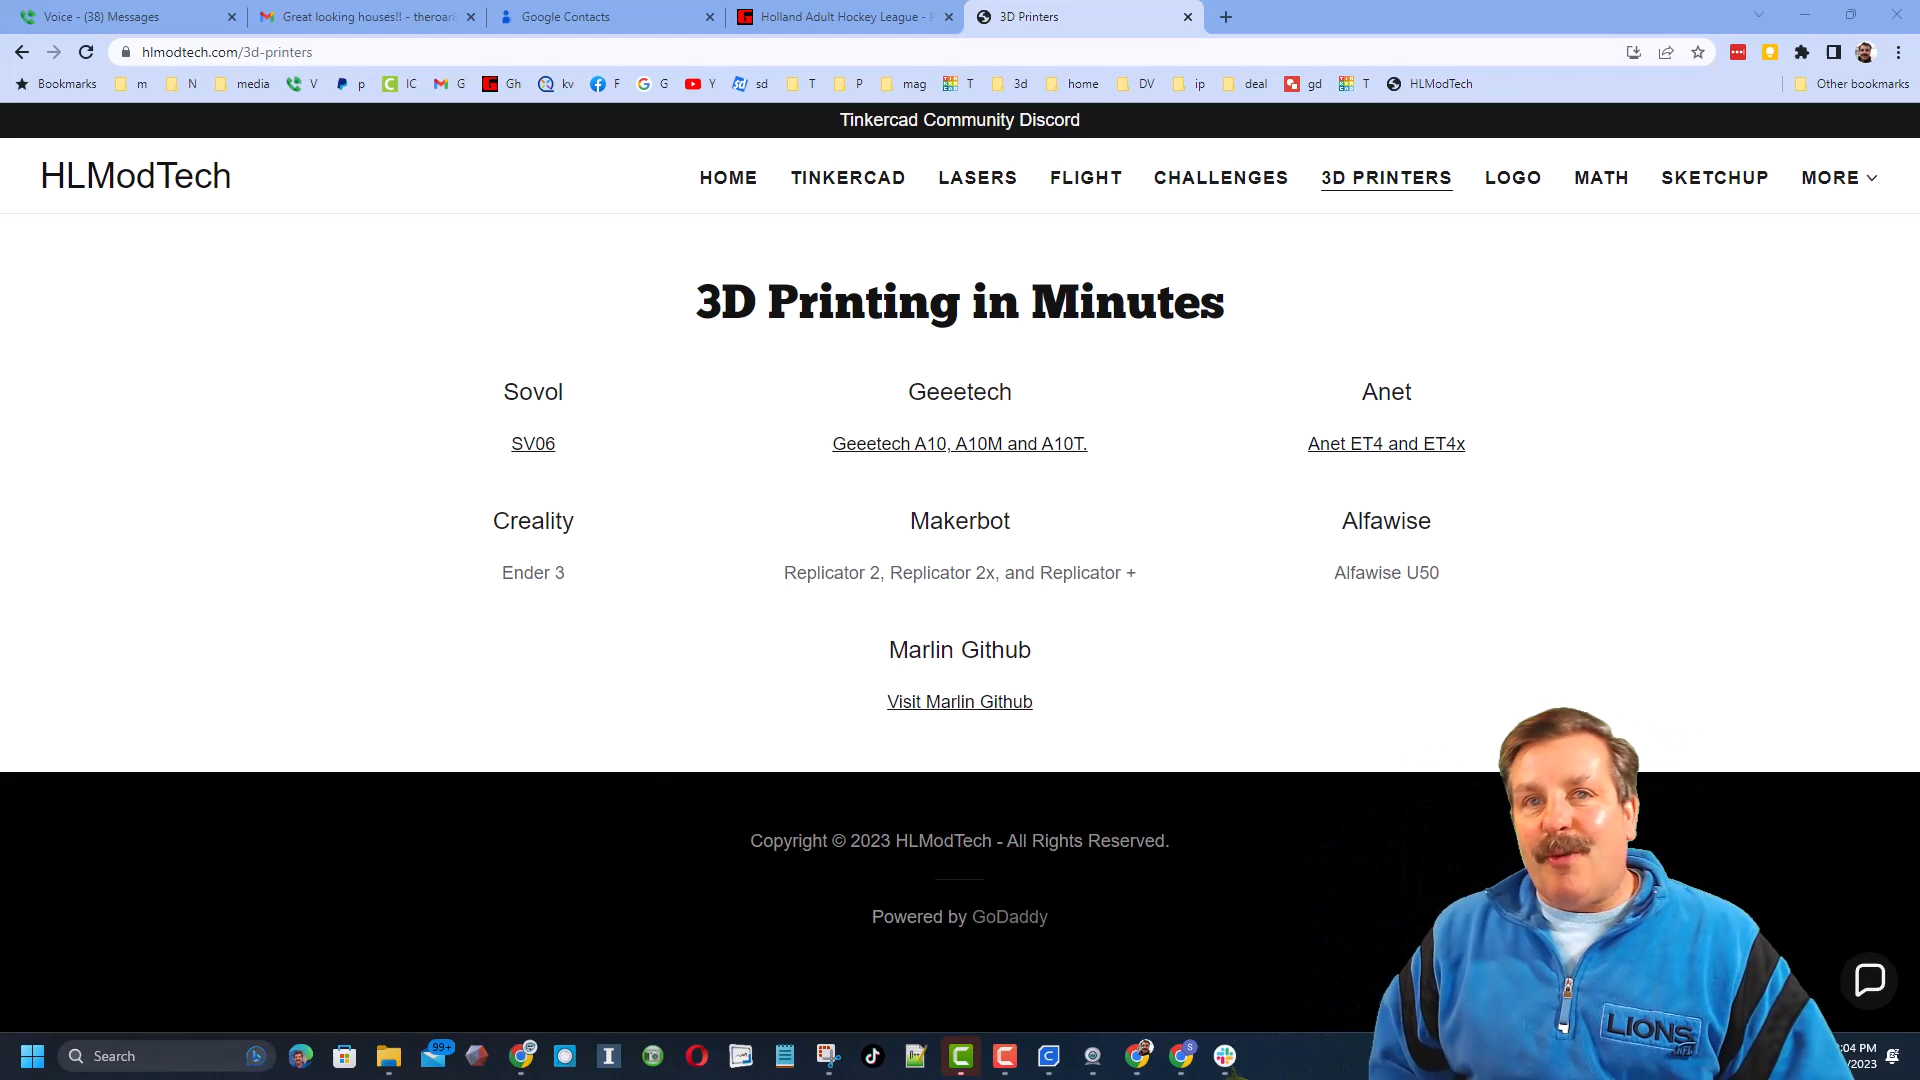 Voice - (38) Messages
Great looking houses!! - theroar8
Google Contacts
Holland Adult Hockey League -
3D Printers
hlmodtech.com/3d-printers
Bookmarks
m
N
media
V
p
IC
G
Gh
kv
F
G
Y
sd
T
P
mag
T
3d
home
DV
ip
deal
gd
T
HLModTech
Other bookmarks
Tinkercad Community Discord
HLModTech
HOME
TINKERCAD
LASERS
FLIGHT
CHALLENGES
3D PRINTERS
LOGO
MATH
SKETCHUP
MORE
3D Printing in Minutes
Sovol
Geeetech
Anet
SV06
Geeetech A10, A10M and A10T.
Anet ET4 and ET4x
Creality
Makerbot
Alfawise
Ender 3
Replicator 2, Replicator 2x, and Replicator +
Alfawise U50
Marlin Github
Visit Marlin Github
Copyright © 2023 HLModTech - All Rights Reserved.
Powered by GoDaddy
LIONS
NFL
Search
99+
:04 PM
/2023